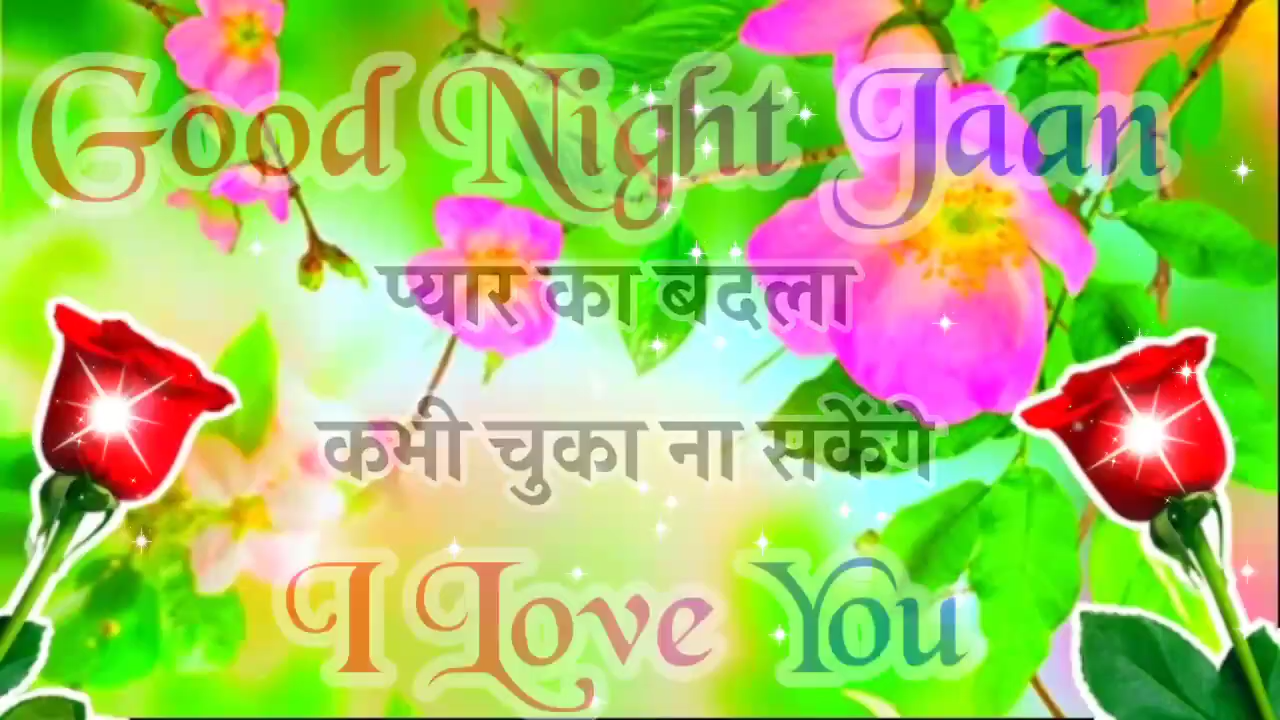 Good Night Jaan
प्यार का बदला
कभी चुका ना सकेंगे
I Love You